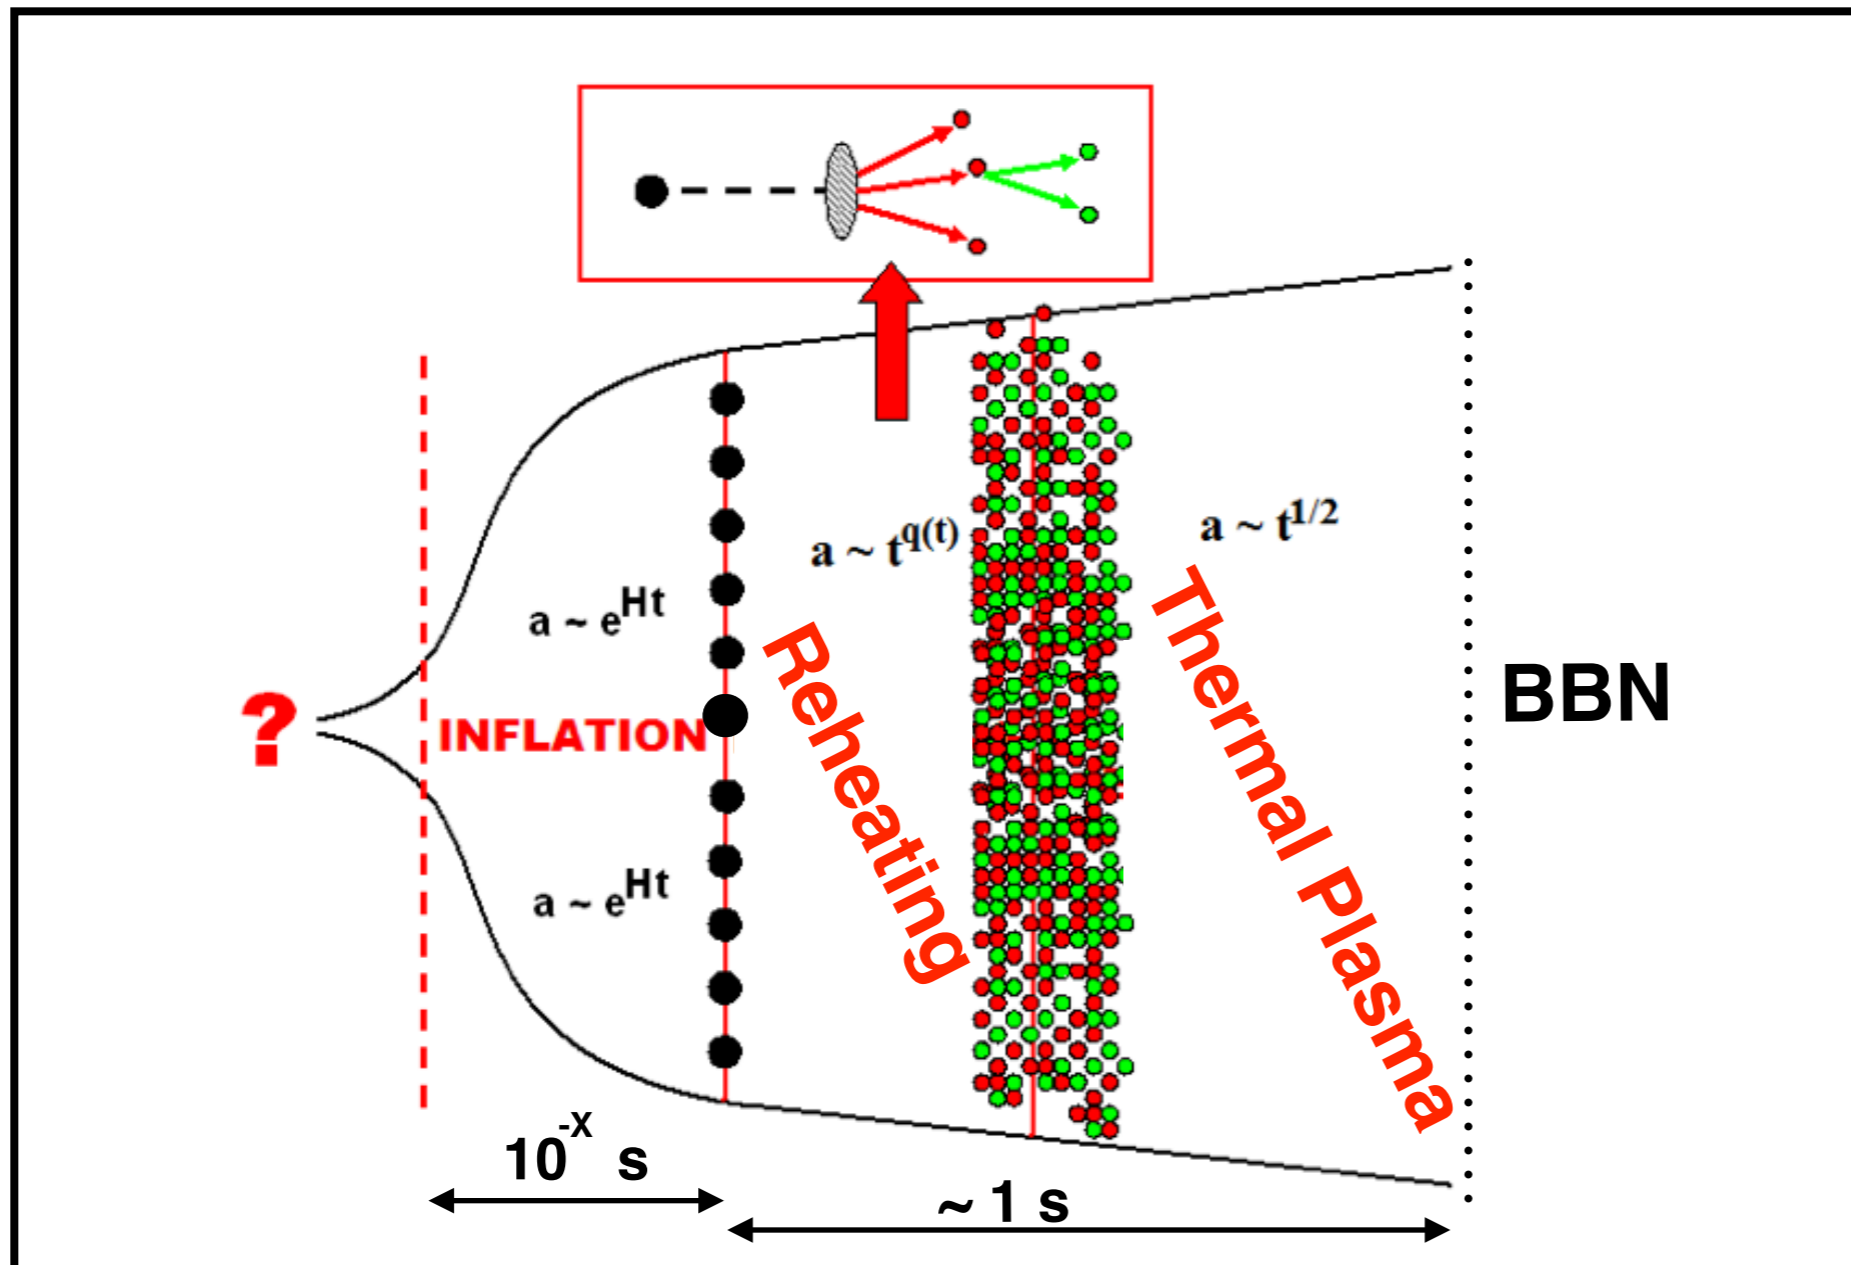 a ~ t^q(t)
a ~ t^1/2
a ~ e^Ht
?
INFLATION
Reheating
Thermal Plasma
BBN
a ~ e^Ht
10^-X s
~ 1 s